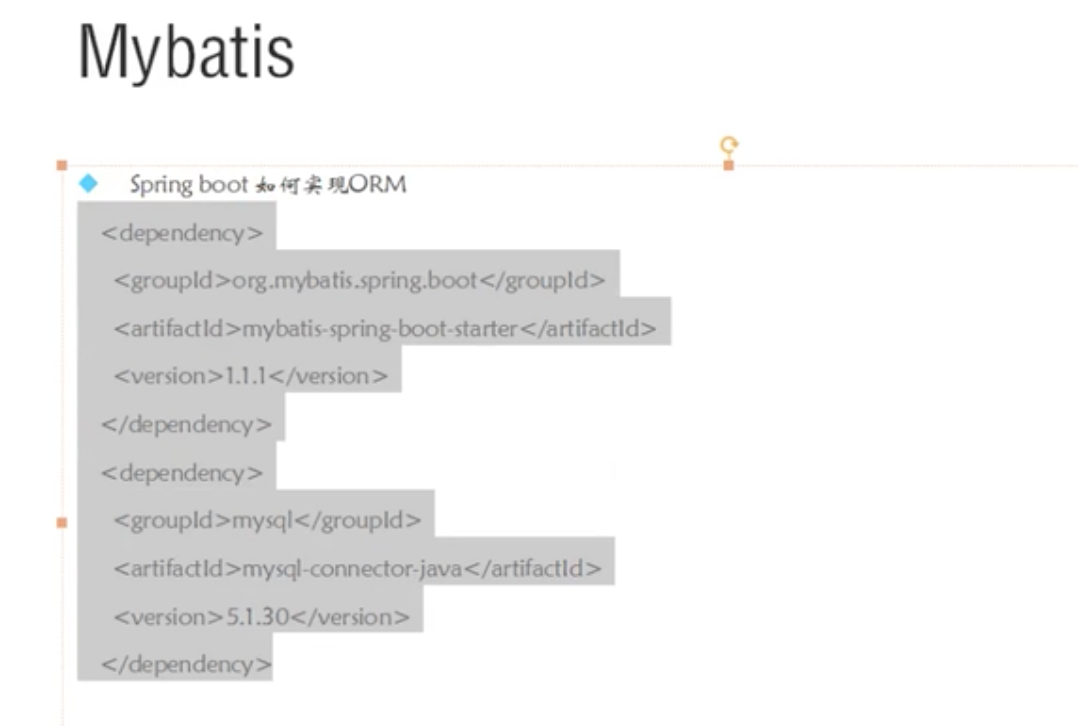 Mybatis
Spring boot 如何实现ORM
<dependency>
<groupId>org.mybatis.spring.boot</groupId>
<artifactId>mybatis-spring-boot-starter</artifactId>
<version>1.1.1</version>
</dependency>
<dependency>
<groupId>mysql</groupId>
<artifactId>mysql-connector-java</artifactId>
<version>5.1.30</version>
</dependency>